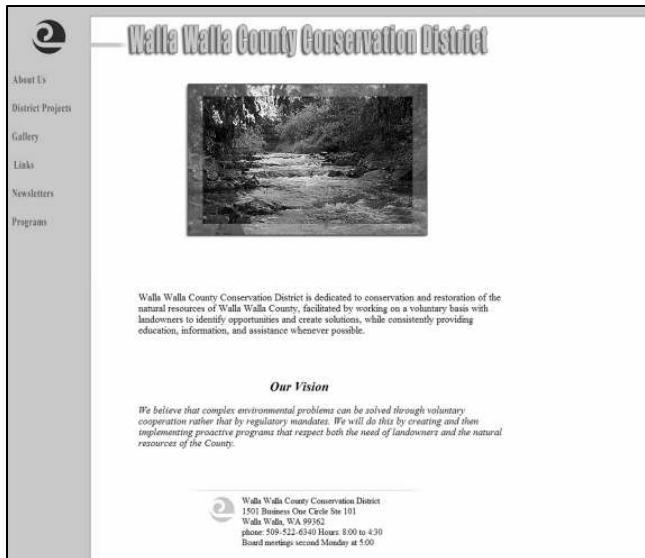 Walla Walla County Conservation District
About Us
District Projects
Gallery
Links
Newsletters
Programs
Walla Walla County Conservation District is dedicated to conservation and restoration of the
natural resources of Walla Walla County, facilitated by working on a voluntary basis with
landowners to identify opportunities and create solutions, while consistently providing
education, information, and assistance whenever possible.
Our Vision
We believe that complex environmental problems can be solved through voluntary
cooperation rather that by regulatory mandates. We will do this by creating and then
implementing proactive programs that respect both the need of landowners and the natural
resources of the County.
Walla Walla County Conservation District
1501 Business One Circle Ste 101
Walla Walla, WA 99362
phone: 509-522-6340 Hours: 8:00 to 4:30
Board meetings second Monday at 5:00